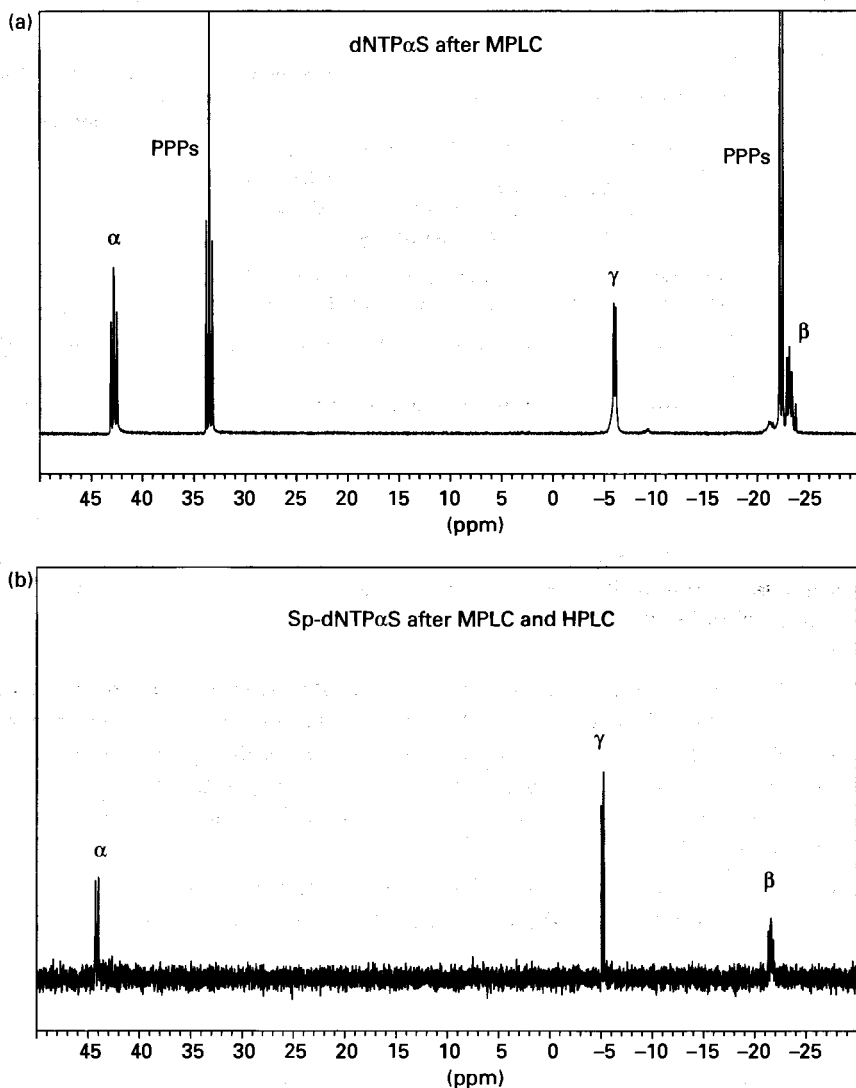 (a)
dNTPαS after MPLC
PPPs
PPPs
α
γ
β
45 40 35 30 25 20 15 10 5 0 −5 −10 −15 −20 −25
(ppm)
(b)
Sp-dNTPαS after MPLC and HPLC
α
γ
β
45 40 35 30 25 20 15 10 5 0 −5 −10 −15 −20 −25
(ppm)